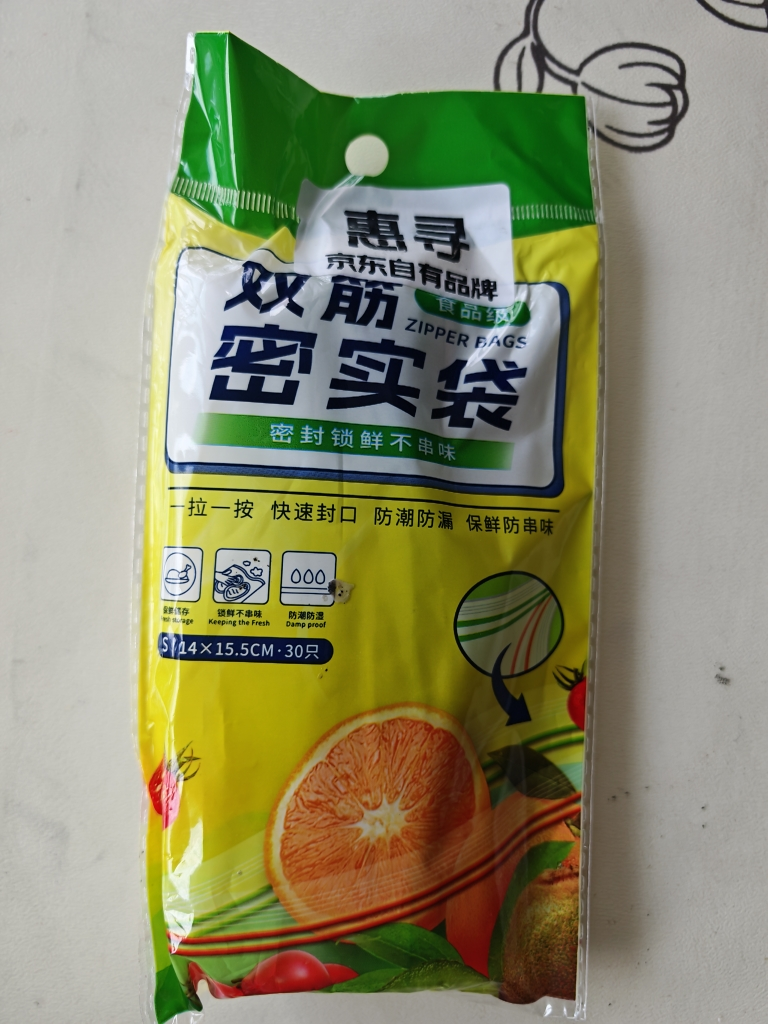 惠寻
京东自有品牌
双筋
食品级
ZIPPER BAGS
密实袋
密封锁鲜不串味
一拉一按 快速封口 防潮防漏 保鲜防串味
锁鲜不串味
Keeping the Fresh
防潮防湿
Damp proof
S/14×15.5CM·30只